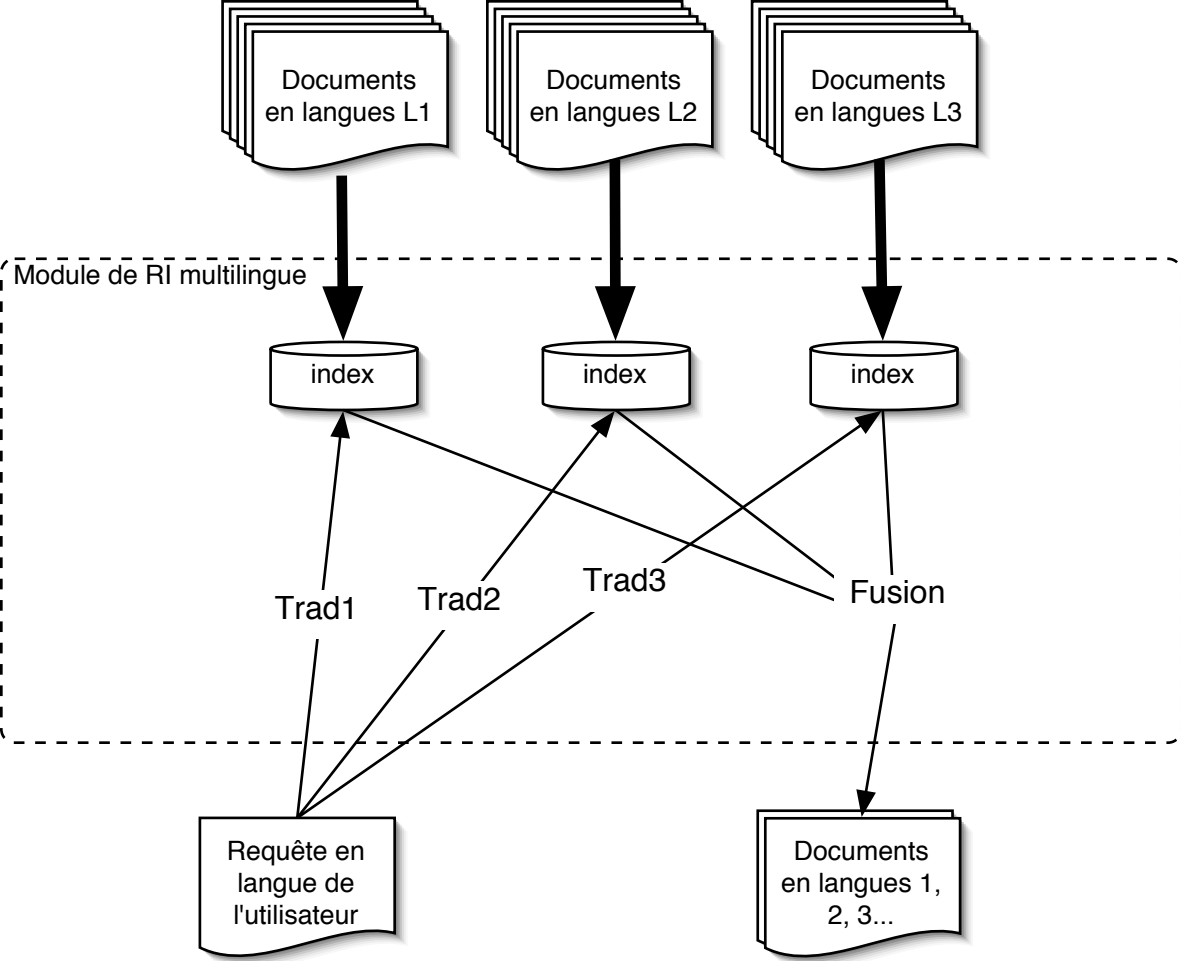 Documents
en langues L1
Documents
en langues L2
Documents
en langues L3
Module de RI multilingue
index
index
index
Trad1
Trad2
Trad3
Fusion
Requête en
langue de
l'utilisateur
Documents
en langues 1,
2, 3...